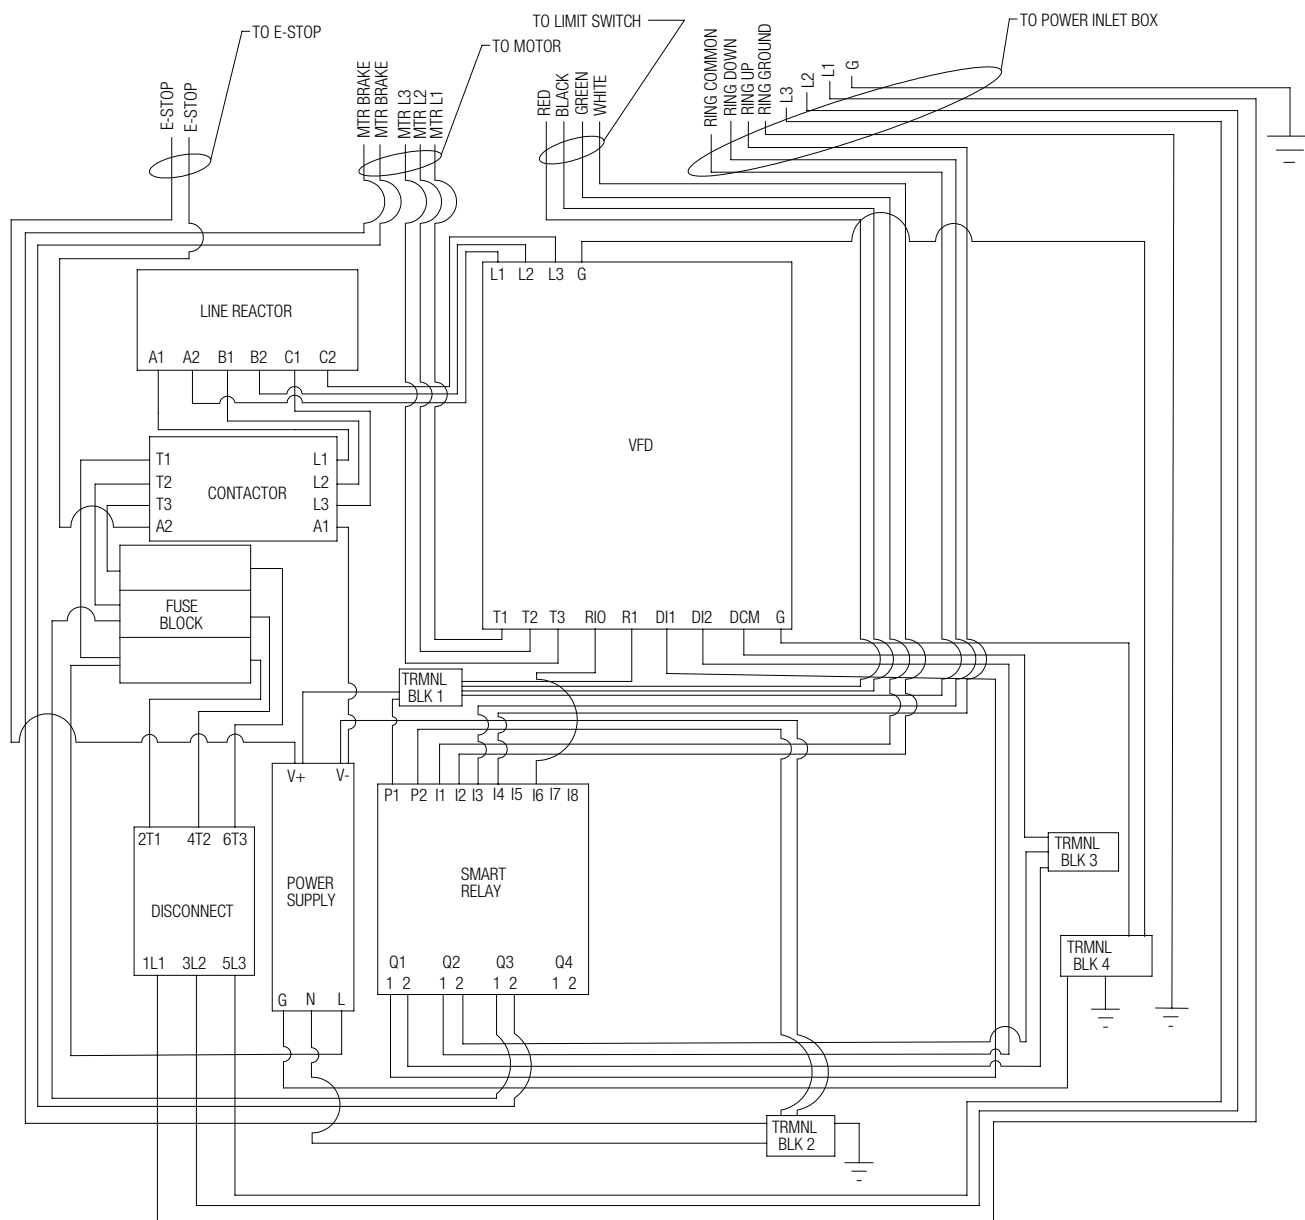 TO E-STOP
TO MOTOR
TO LIMIT SWITCH
TO POWER INLET BOX
E-STOP
E-STOP
MTR BRAKE
MTR BRAKE
MTR L3
MTR L2
MTR L1
RED
BLACK
GREEN
WHITE
RING COMMON
RING DOWN
RING UP
RING GROUND
L3
L2
L1
G
LINE REACTOR
A1 A2 B1 B2 C1 C2
L1 L2 L3 G
VFD
T1 T2 T3 RIO R1 DI1 DI2 DCM G
T1 L1
T2 L2
CONTACTOR
T3 L3
A2 A1
FUSE
BLOCK
TRMNL
BLK 1
V+ V-
POWER
SUPPLY
G N L
P1 P2 I1 I2 I3 I4 I5 I6 I7 I8
SMART
RELAY
Q1 Q2 Q3 Q4
1 2 1 2 1 2 1 2
2T1 4T2 6T3
DISCONNECT
1L1 3L2 5L3
TRMNL
BLK 3
TRMNL
BLK 4
TRMNL
BLK 2